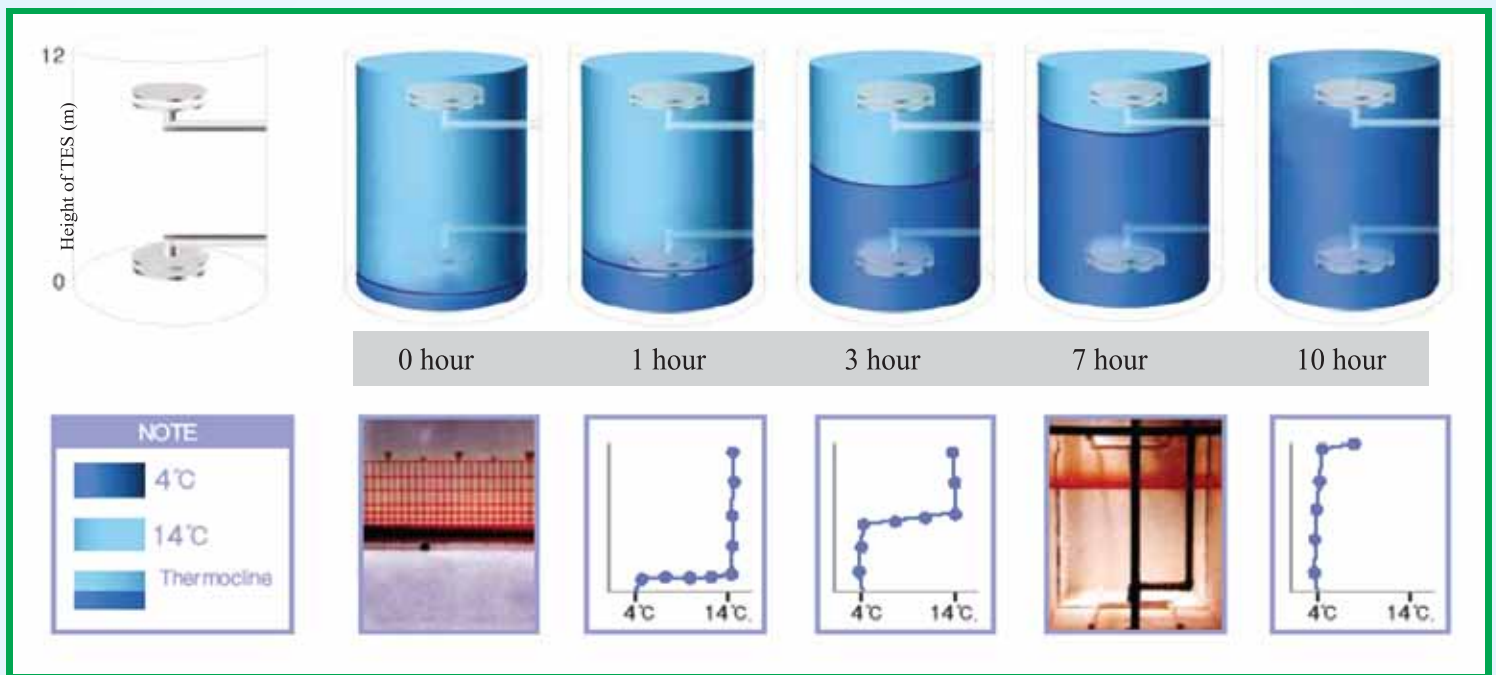 12
Height of TES (m)
0
0 hour
1 hour
3 hour
7 hour
10 hour
NOTE
4℃
14℃
Thermocline
4℃ 14℃.
4℃ 14℃.
4℃ 14℃.